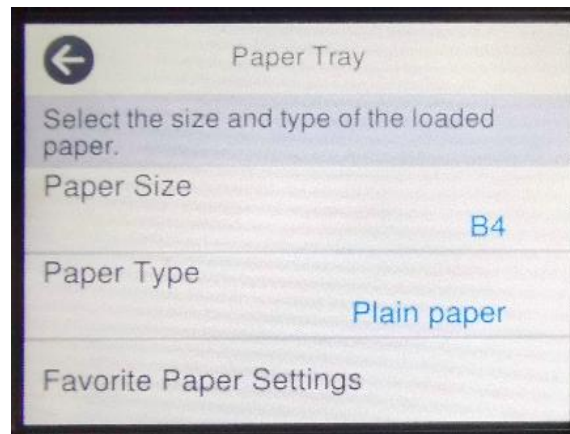 Paper Tray
Select the size and type of the loaded
paper.
Paper Size
B4
Paper Type
Plain paper
Favorite Paper Settings